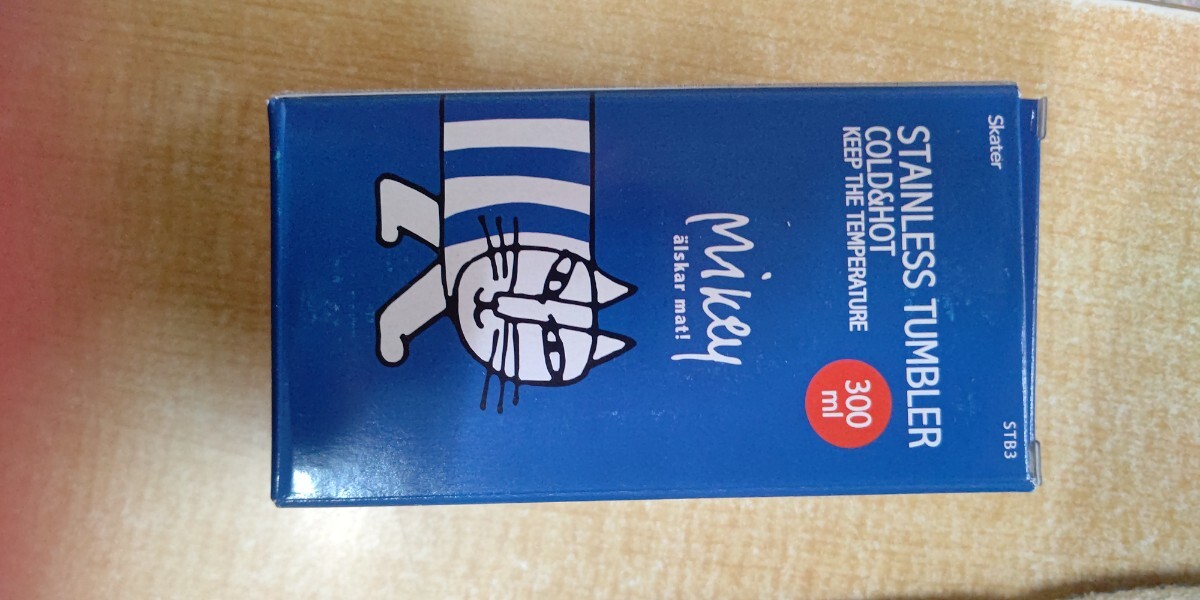 Skater
STB3
STAINLESS TUMBLER
COLD&HOT
KEEP THE TEMPERATURE
300
ml
Mikey
älskar mat!